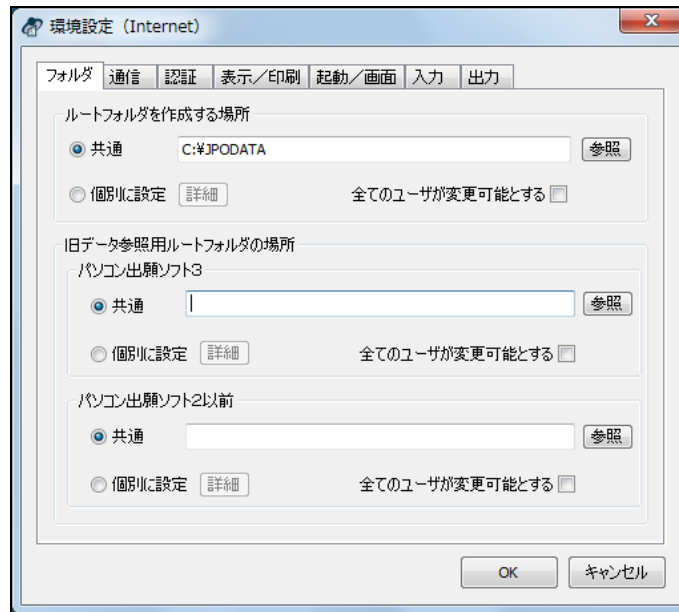 環境設定（Internet）
フォルダ 通信 認証 表示／印刷 起動／画面 入力 出力
ルートフォルダを作成する場所
共通 C:¥JPODATA 参照
個別に設定 詳細 全てのユーザが変更可能とする
旧データ参照用ルートフォルダの場所
パソコン出願ソフト3
共通 参照
個別に設定 詳細 全てのユーザが変更可能とする
パソコン出願ソフト2以前
共通 参照
個別に設定 詳細 全てのユーザが変更可能とする
OK キャンセル